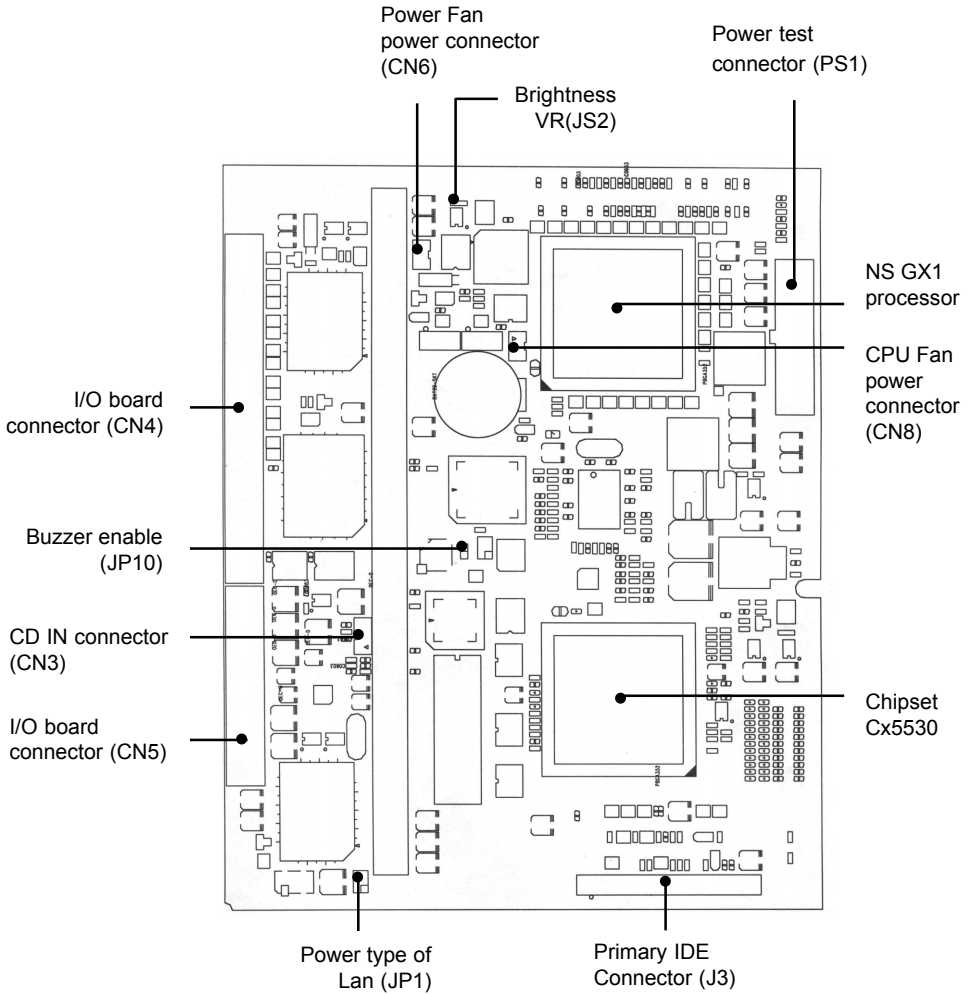 Power Fan
power connector
(CN6)
Power test
connector (PS1)
Brightness
VR(JS2)
NS GX1
processor
CPU Fan
power
connector
(CN8)
I/O board
connector (CN4)
Buzzer enable
(JP10)
CD IN connector
(CN3)
I/O board
connector (CN5)
Chipset
Cx5530
Power type of
Lan (JP1)
Primary IDE
Connector (J3)